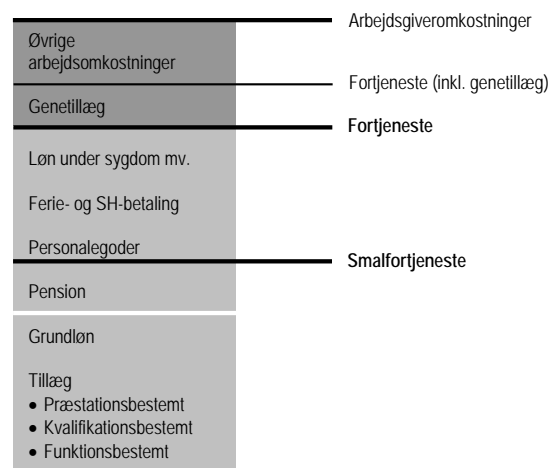 Arbejdsgiveromkostninger
Øvrige
arbejdsomkostninger
Fortjeneste (inkl. genetillæg)
Genetillæg
Fortjeneste
Løn under sygdom mv.
Ferie- og SH-betaling
Personalegoder
Smalfortjeneste
Pension
Grundløn
Tillæg
• Præstationsbestemt
• Kvalifikationsbestemt
• Funktionsbestemt